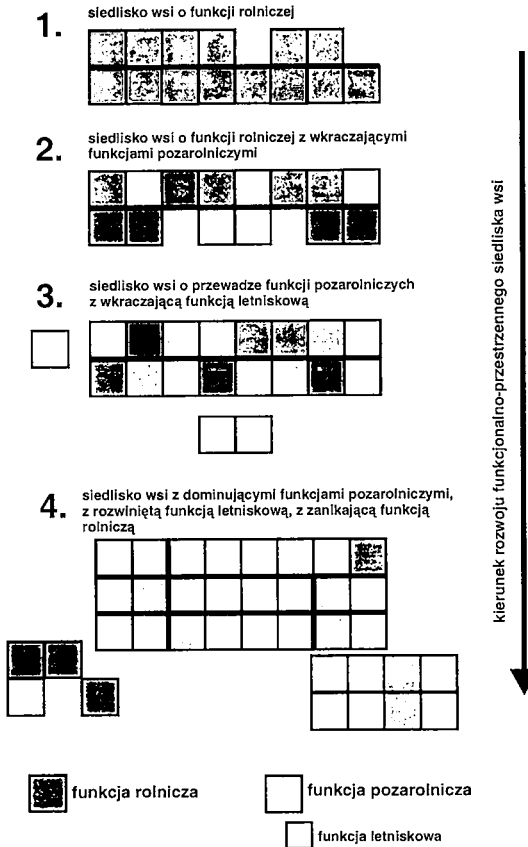 1.
siedlisko wsi o funkcji rolniczej
2.
siedlisko wsi o funkcji rolniczej z wkraczającymi
funkcjami pozarolniczymi
3.
siedlisko wsi o przewadze funkcji pozarolniczych
z wkraczającą funkcją letniskową
4.
siedlisko wsi z dominującymi funkcjami pozarolniczymi,
z rozwiniętą funkcją letniskową, z zanikającą funkcją
rolniczą
kierunek rozwoju funkcjonalno-przestrzennego siedliska wsi
funkcja rolnicza
funkcja pozarolnicza
funkcja letniskowa